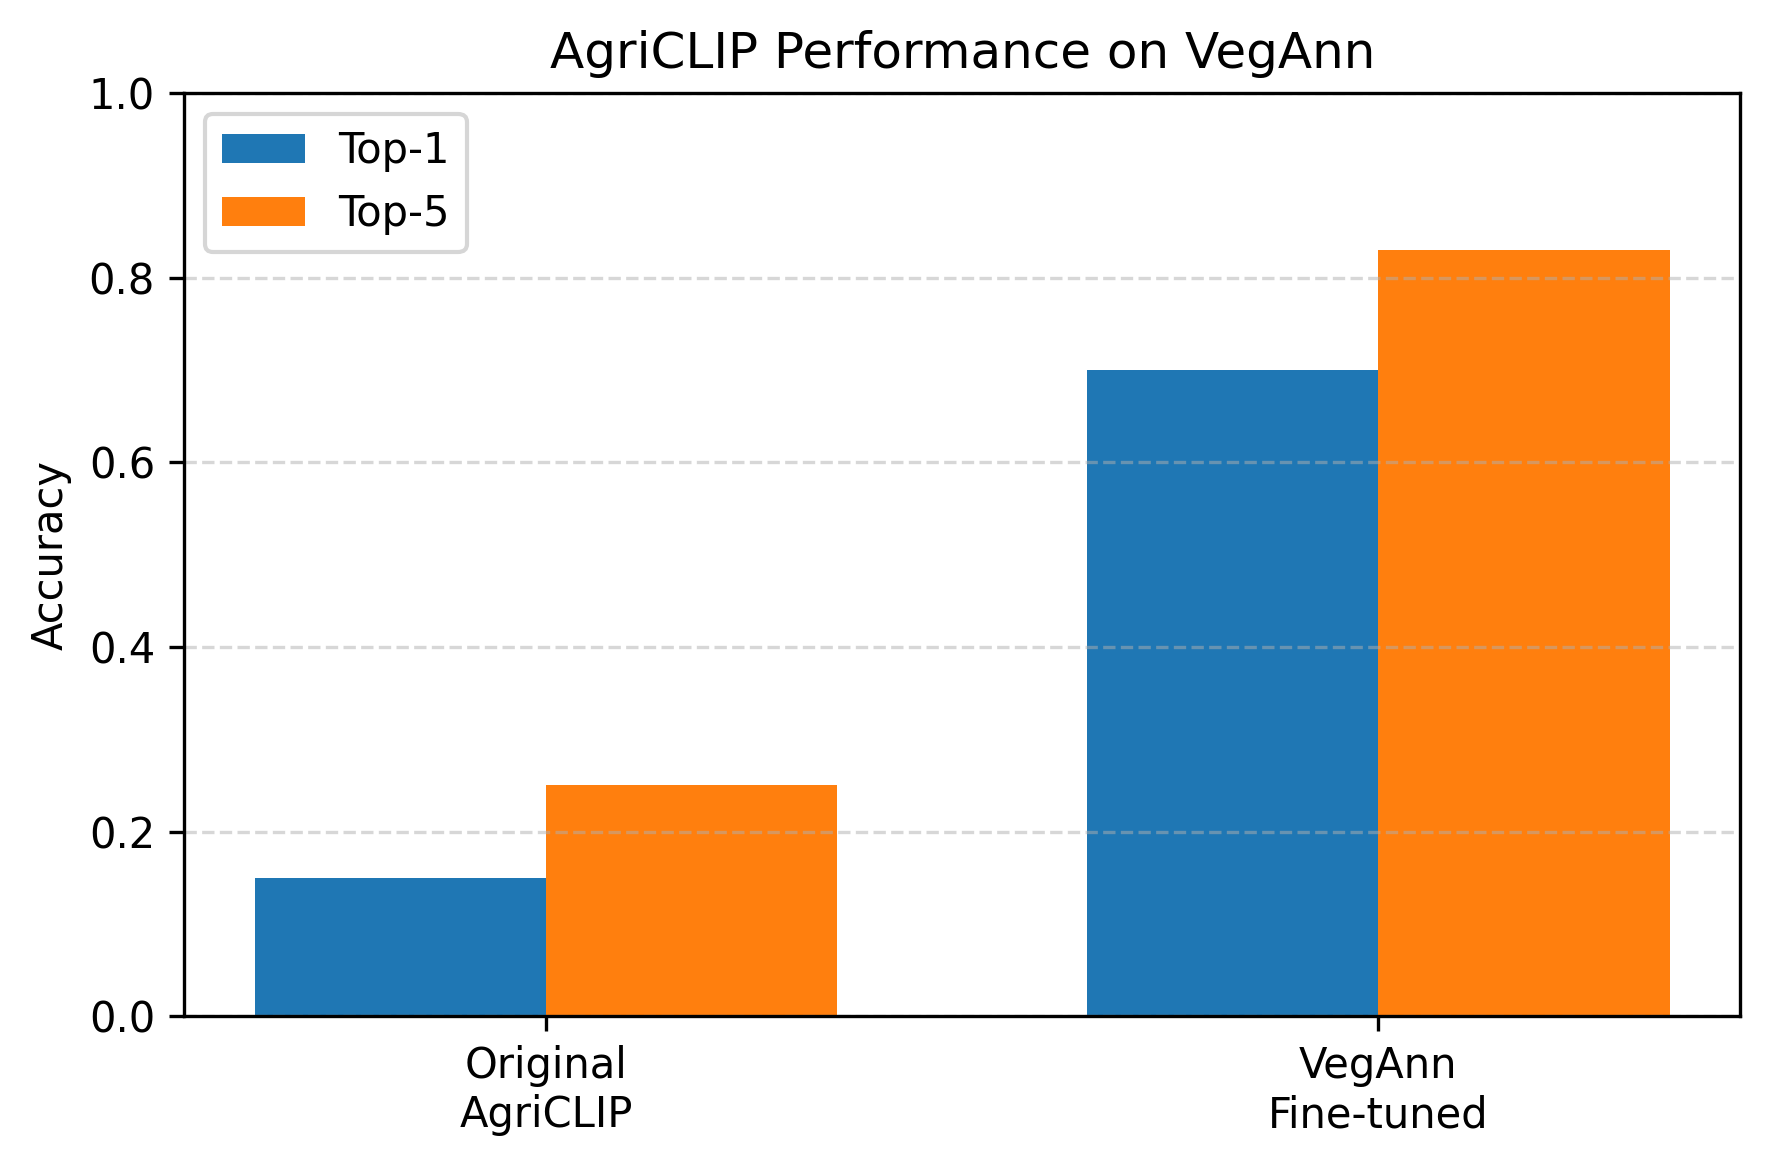 AgriCLIP Performance on VegAnn
1.0
0.8
0.6
0.4
0.2
0.0
Accuracy
Top-1
Top-5
Original
AgriCLIP
VegAnn
Fine-tuned